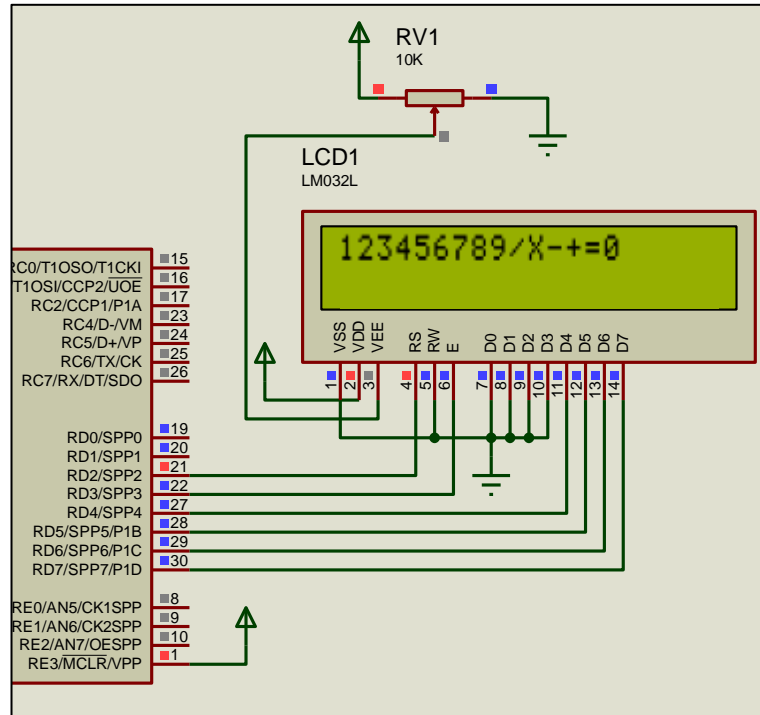 RV1
10K
LCD1
LM032L
123456789/X-+=0
VSS
VDD
VEE
RS
RW
E
D0
D1
D2
D3
D4
D5
D6
D7
1
2
3
4
5
6
7
8
9
10
11
12
13
14
RC0/T1OSO/T1CKI 15
T1OSI/CCP2/UOE 16
RC2/CCP1/P1A 17
RC4/D-/VM 23
RC5/D+/VP 24
RC6/TX/CK 25
RC7/RX/DT/SDO 26
RD0/SPP0 19
RD1/SPP1 20
RD2/SPP2 21
RD3/SPP3 22
RD4/SPP4 27
RD5/SPP5/P1B 28
RD6/SPP6/P1C 29
RD7/SPP7/P1D 30
RE0/AN5/CK1SPP 8
RE1/AN6/CK2SPP 9
RE2/AN7/OESPP 10
RE3/MCLR/VPP 1